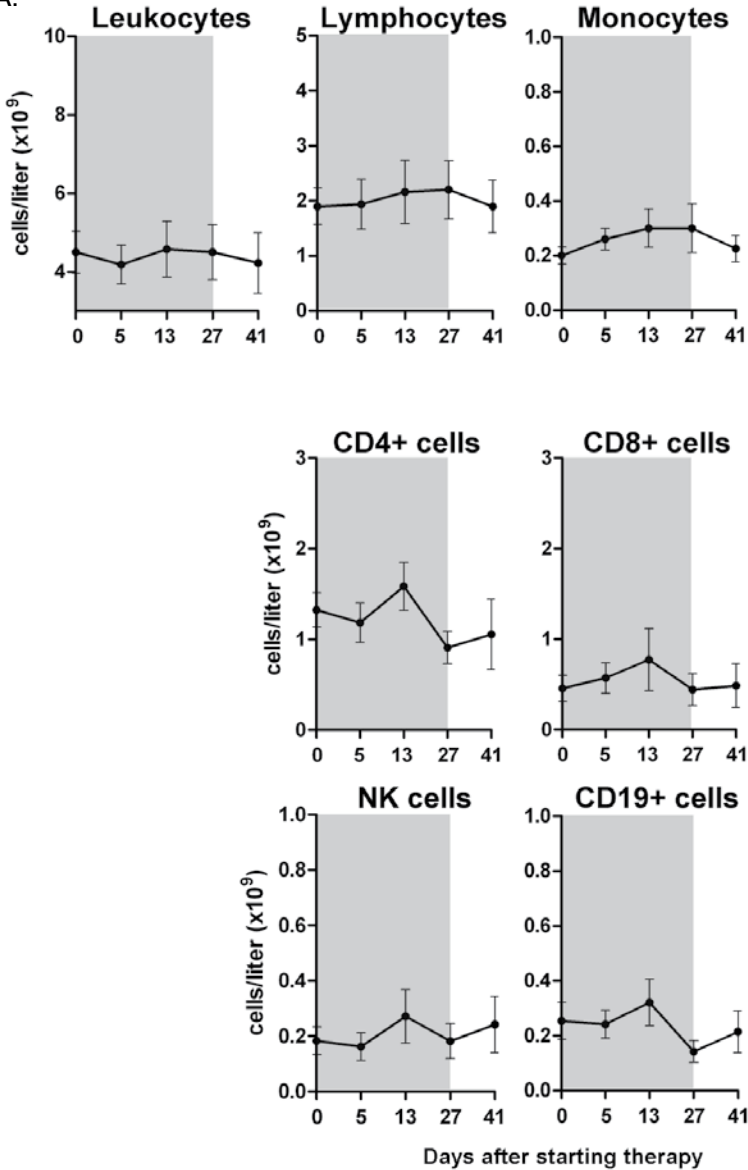 A.
Leukocytes Lymphocytes Monocytes
cells/liter (x10⁹)
10
8
6
4
0 5 13 27 41
5
4
3
2
1
0
0 5 13 27 41
1.0
0.8
0.6
0.4
0.2
0.0
0 5 13 27 41
CD4+ cells CD8+ cells
cells/liter (x10⁹)
3
2
1
0
0 5 13 27 41
3
2
1
0
0 5 13 27 41
NK cells CD19+ cells
cells/liter (x10⁹)
1.0
0.8
0.6
0.4
0.2
0.0
0 5 13 27 41
1.0
0.8
0.6
0.4
0.2
0.0
0 5 13 27 41
Days after starting therapy